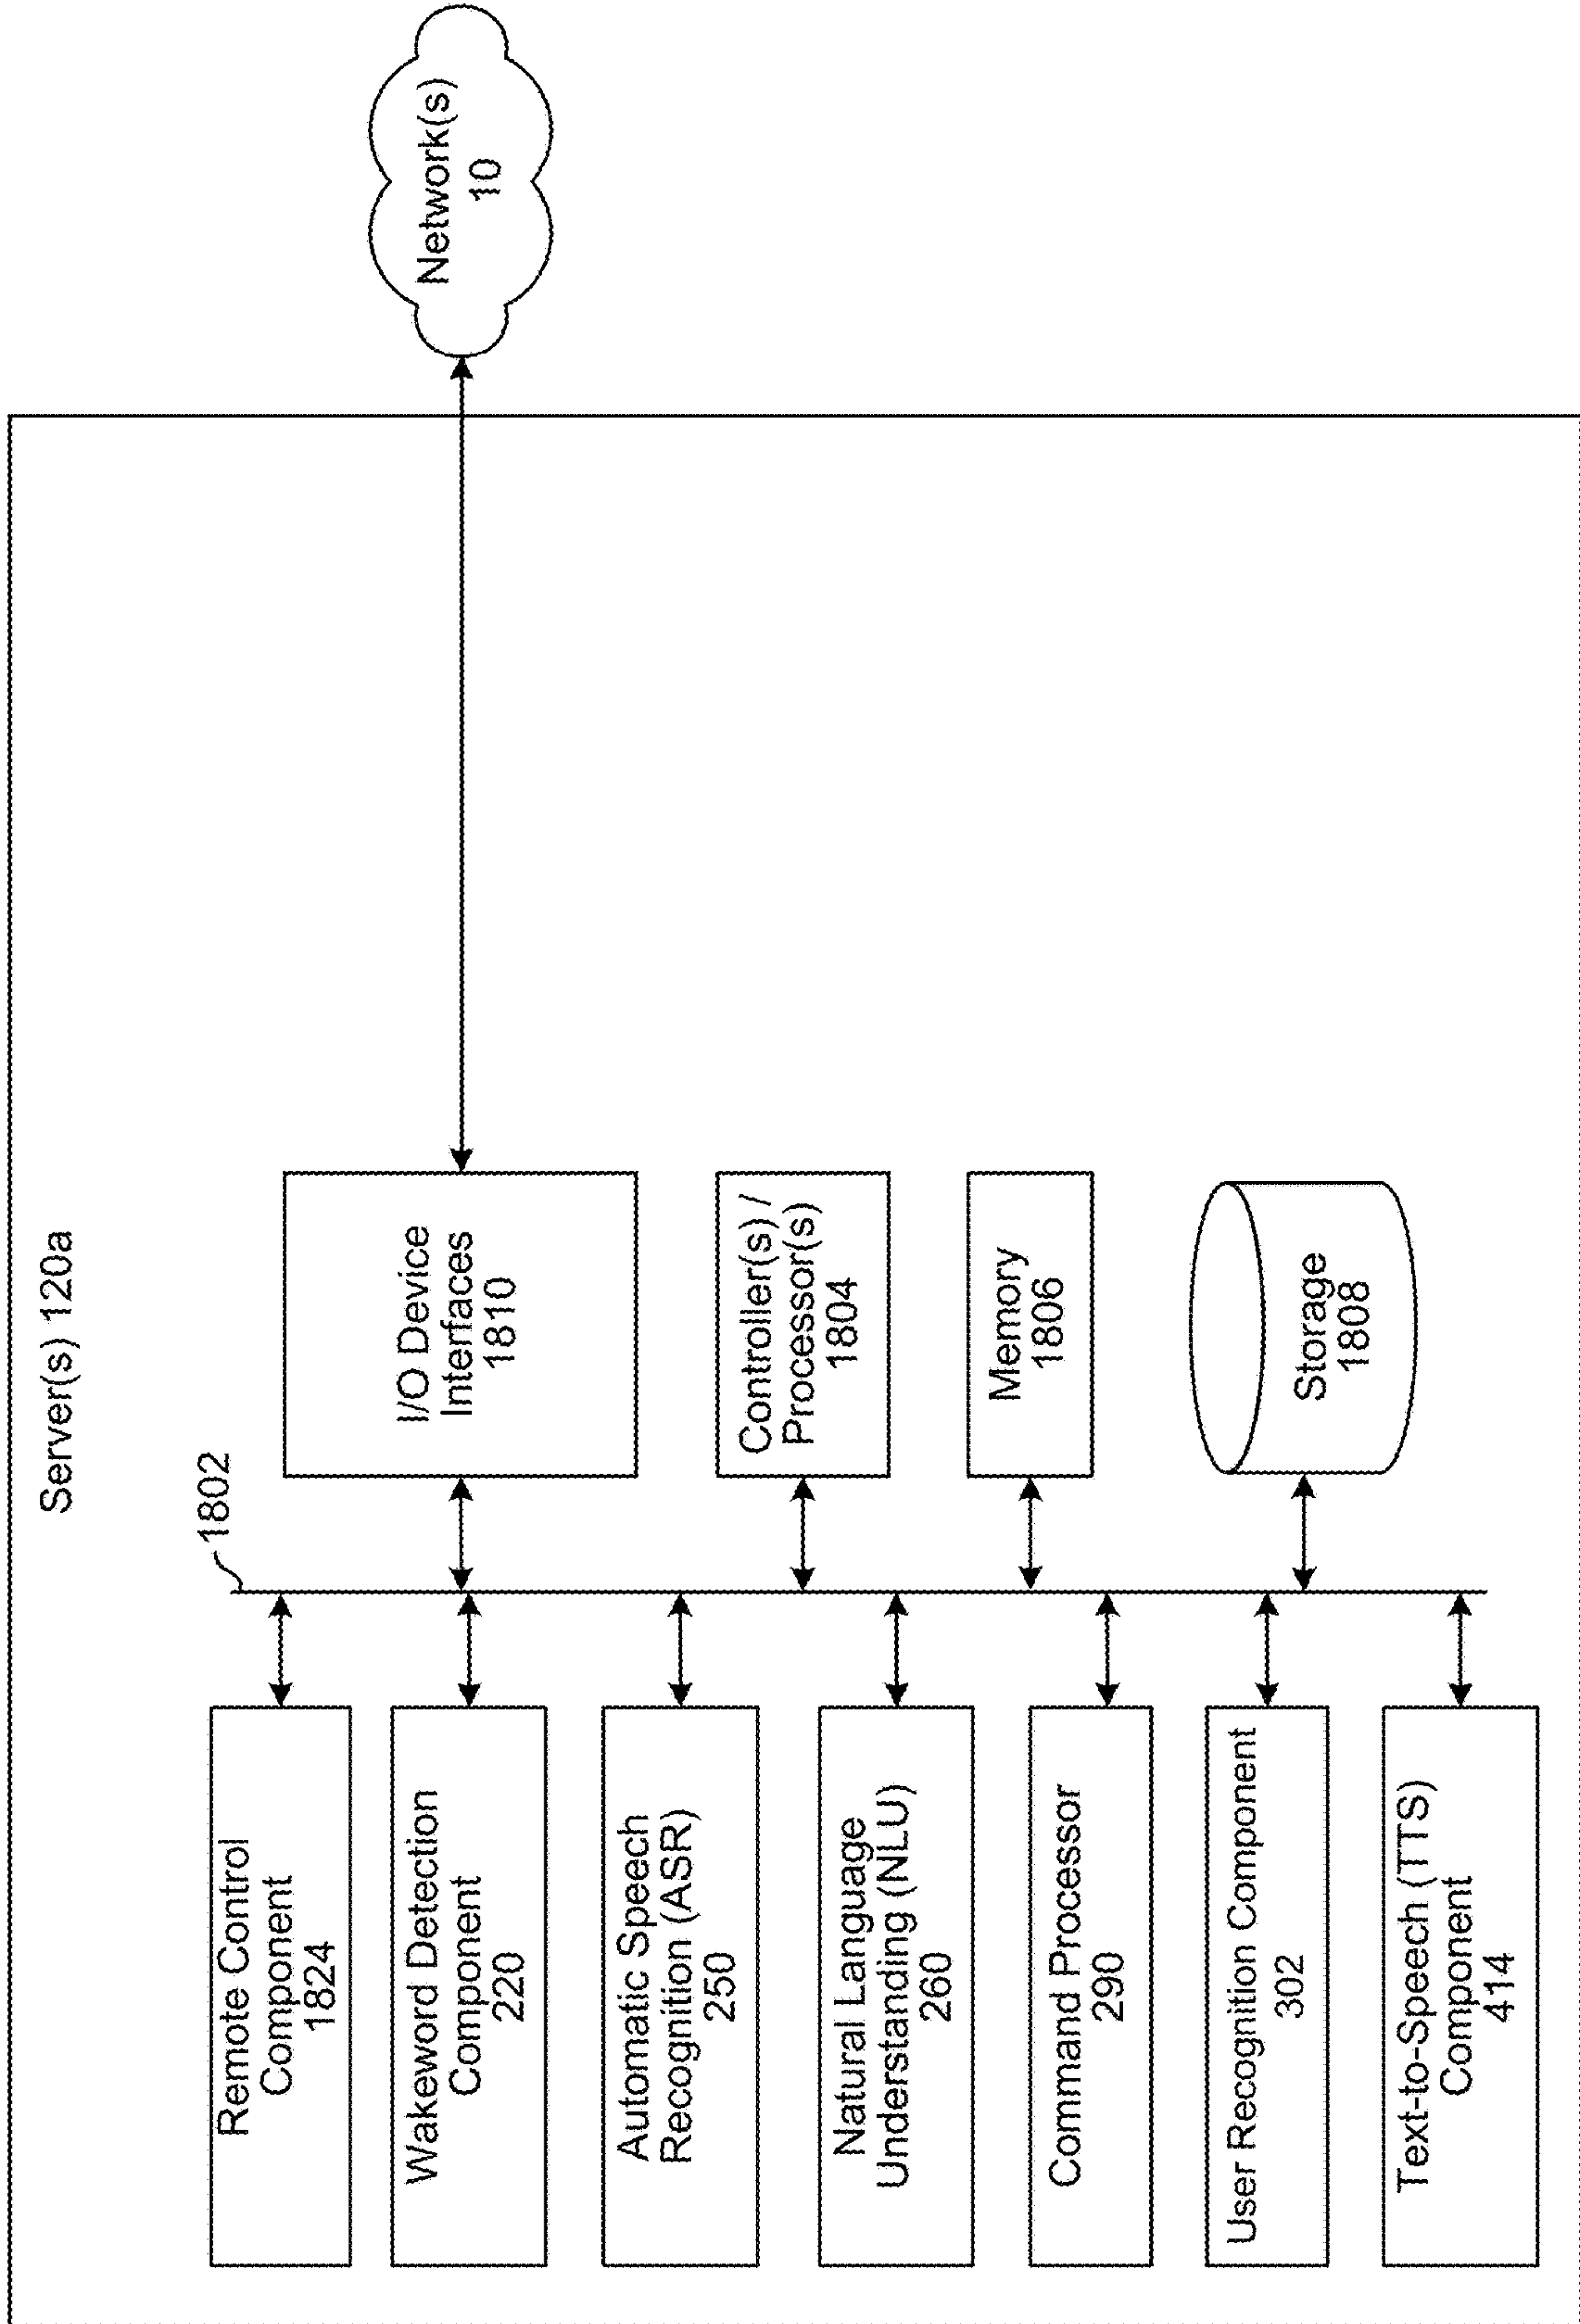 Server(s) 120a
1802
Remote Control
Component
1824
Wakeword Detection
Component
220
Automatic Speech
Recognition (ASR)
250
Natural Language
Understanding (NLU)
260
Command Processor
290
User Recognition Component
302
Text-to-Speech (TTS)
Component
414
I/O Device
Interfaces
1810
Controller(s) /
Processor(s)
1804
Memory
1806
Storage
1808
Network(s)
10